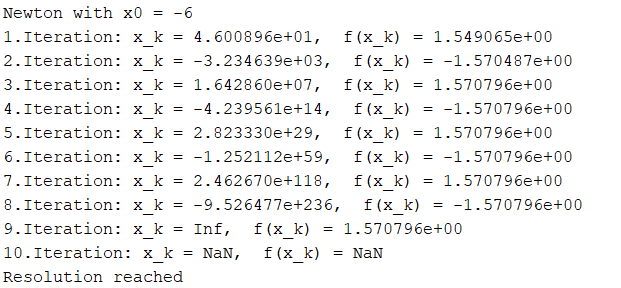 Newton with x0 = -6
1.Iteration: x_k = 4.600896e+01,  f(x_k) = 1.549065e+00
2.Iteration: x_k = -3.234639e+03,  f(x_k) = -1.570487e+00
3.Iteration: x_k = 1.642860e+07,  f(x_k) = 1.570796e+00
4.Iteration: x_k = -4.239561e+14,  f(x_k) = -1.570796e+00
5.Iteration: x_k = 2.823330e+29,  f(x_k) = 1.570796e+00
6.Iteration: x_k = -1.252112e+59,  f(x_k) = -1.570796e+00
7.Iteration: x_k = 2.462670e+118,  f(x_k) = 1.570796e+00
8.Iteration: x_k = -9.526477e+236,  f(x_k) = -1.570796e+00
9.Iteration: x_k = Inf,  f(x_k) = 1.570796e+00
10.Iteration: x_k = NaN,  f(x_k) = NaN
Resolution reached